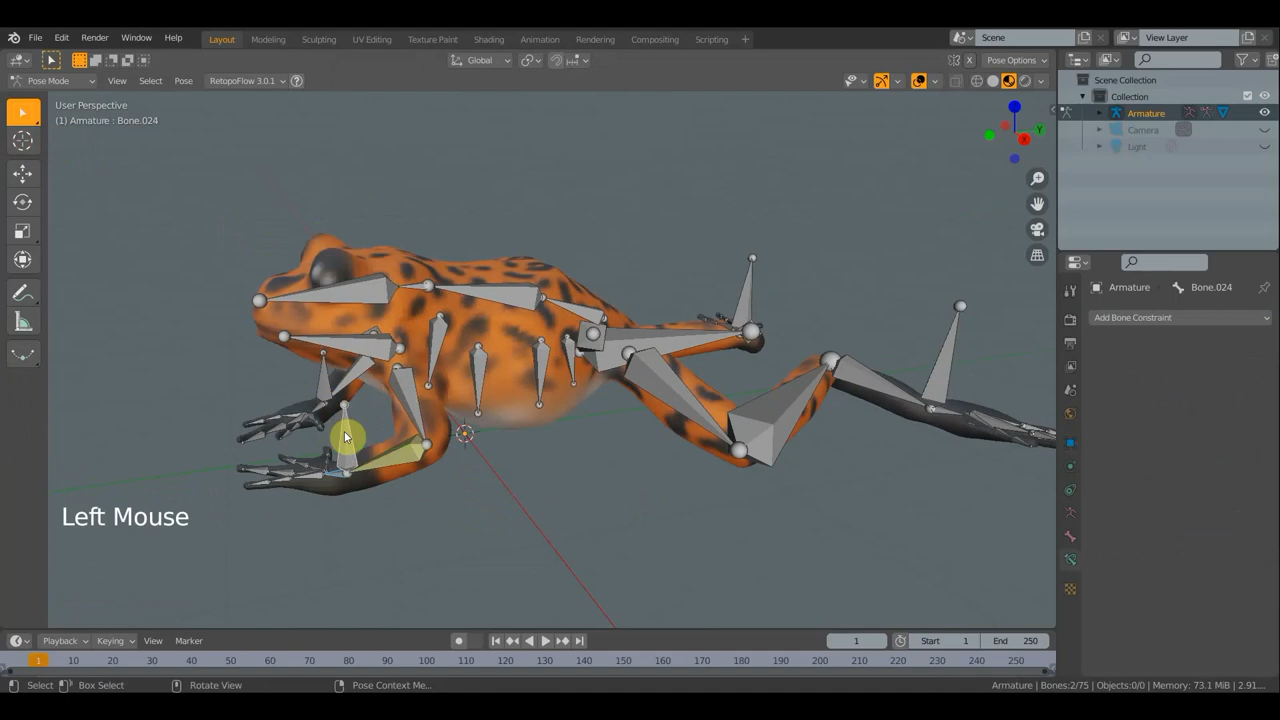 File Edit Render Window Help
Layout Modeling Sculpting UV Editing Texture Paint Shading Animation Rendering Compositing Scripting +
Scene
View Layer
Global
Pose Options
Pose Mode View Select Pose RetopoFlow 3.0.1
Scene Collection
Collection
Armature
Camera
Light
User Perspective
(1) Armature : Bone.024
X
Y
Z
Armature Bone.024
Add Bone Constraint
Left Mouse
Playback Keying View Marker
1 Start 1 End 250
1 10 20 30 40 50 60 70 80 90 100 110 120 130 140 150 160 170 180 190 200 210 220 230 240 250
Select Box Select Rotate View Pose Context Me...
Armature | Bones:2/75 | Objects:0/0 | Memory: 73.1 MiB | 2.91...